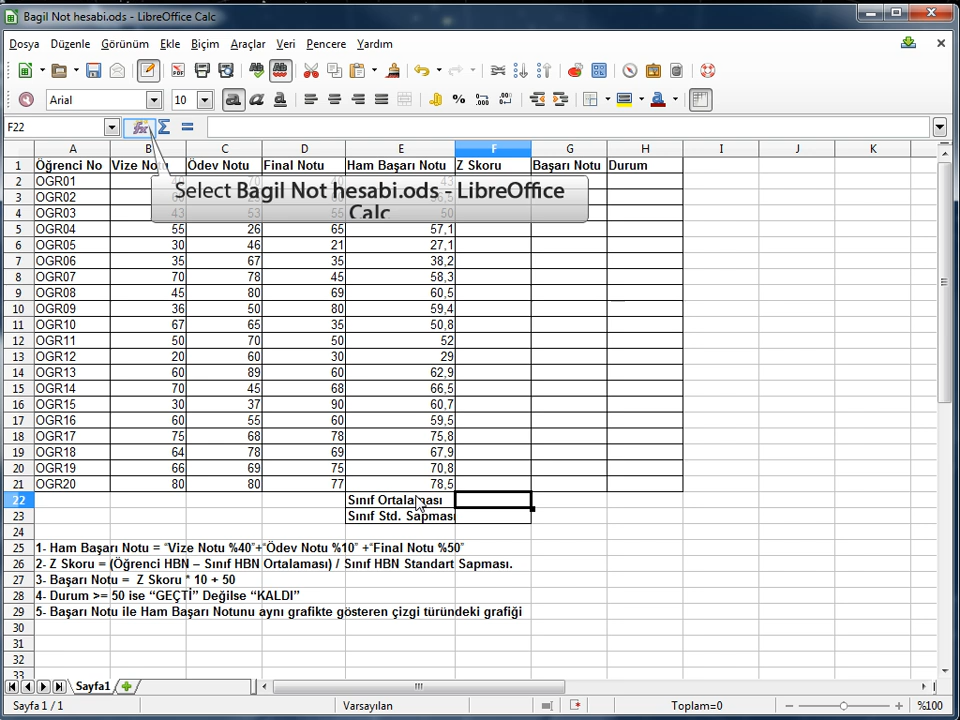 Bagil Not hesabi.ods - LibreOffice Calc
Dosya Düzenle Görünüm Ekle Biçim Araçlar Veri Pencere Yardım
Arial 10
F22
A B C D E F G H I J K
1 Öğrenci No Vize Notu Ödev Notu Final Notu Ham Başarı Notu Z Skoru Başarı Notu Durum
2 OGR01 43
Select Bagil Not hesabi.ods - LibreOffice
Calc
3 OGR02
4 OGR03 43 53 55 50
5 OGR04 55 26 65 57,1
6 OGR05 30 46 21 27,1
7 OGR06 35 67 35 38,2
8 OGR07 70 78 45 58,3
9 OGR08 45 80 69 60,5
10 OGR09 36 50 80 59,4
11 OGR10 67 65 35 50,8
12 OGR11 50 70 50 52
13 OGR12 20 60 30 29
14 OGR13 60 89 60 62,9
15 OGR14 70 45 68 66,5
16 OGR15 30 37 90 60,7
17 OGR16 60 55 60 59,5
18 OGR17 75 68 78 75,8
19 OGR18 64 78 69 67,9
20 OGR19 66 69 75 70,8
21 OGR20 80 80 77 78,5
22 Sınıf Ortalaması
23 Sınıf Std. Sapması
24
25 1- Ham Başarı Notu = “Vize Notu %40”+“Ödev Notu %10” +“Final Notu %50”
26 2- Z Skoru = (Öğrenci HBN – Sınıf HBN Ortalaması) / Sınıf HBN Standart Sapması.
27 3- Başarı Notu = Z Skoru * 10 + 50
28 4- Durum >= 50 ise “GEÇTİ” Değilse “KALDI”
29 5- Başarı Notu ile Ham Başarı Notunu aynı grafikte gösteren çizgi türündeki grafiği
30
31
32
33
Sayfa1
Sayfa 1 / 1 Varsayılan Toplam=0 %100